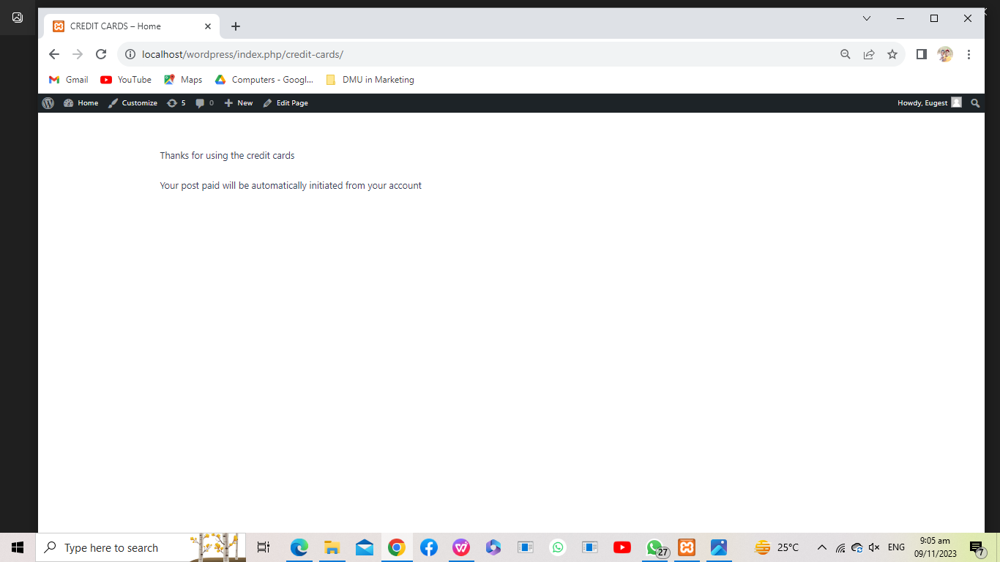 CREDIT CARDS – Home
localhost/wordpress/index.php/credit-cards/
Gmail YouTube Maps Computers - Googl... DMU in Marketing
Home Customize 5 0 New Edit Page Howdy, Eugest
Thanks for using the credit cards
Your post paid will be automatically initiated from your account
Type here to search 27 25°C ENG 9:05 am 7
09/11/2023